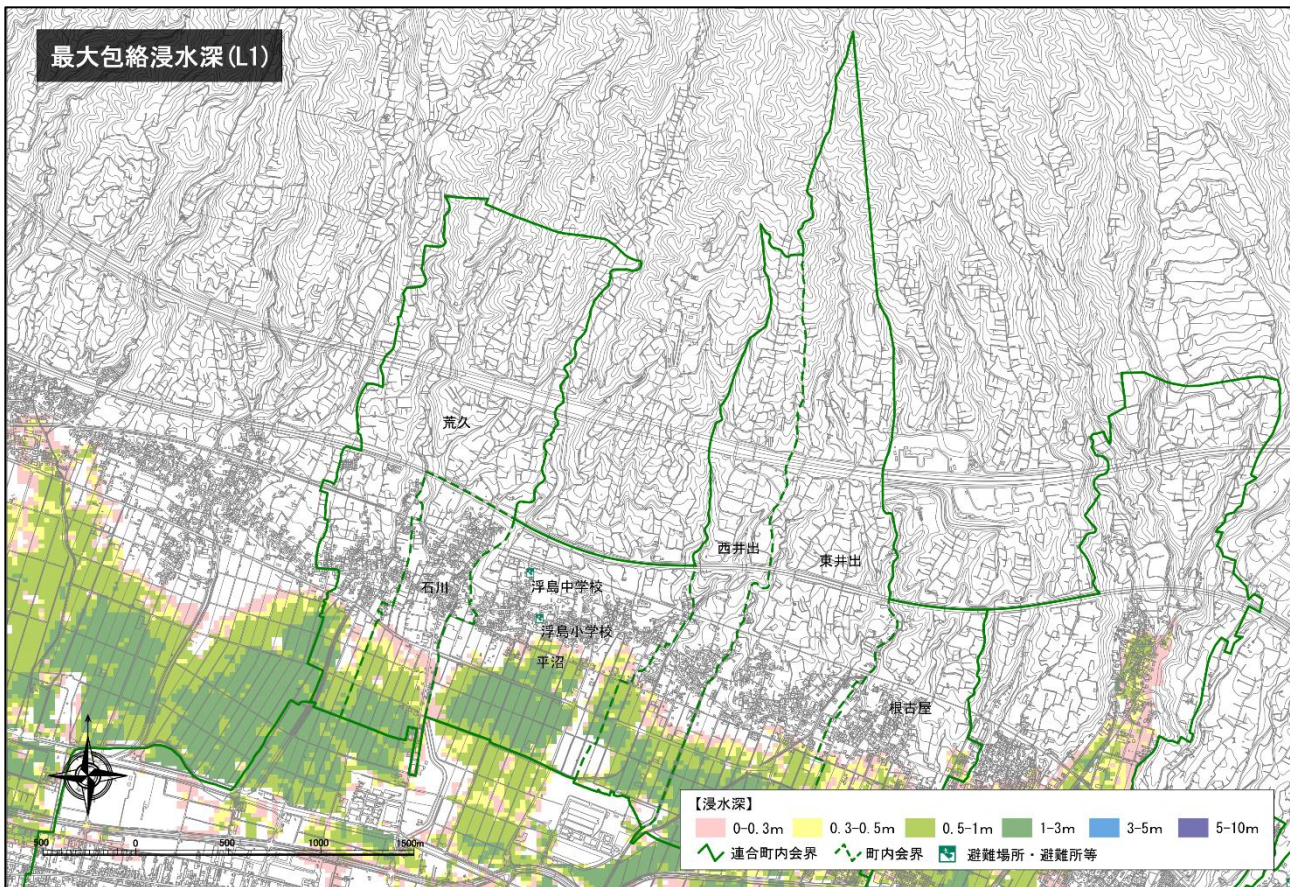 最大包絡浸水深(L1)
荒久
西井出
東井出
石川
浮島中学校
浮島小学校
平沼
根古屋
500 0 500 1000 1500m
【浸水深】
0-0.3m 0.3-0.5m 0.5-1m 1-3m 3-5m 5-10m
連合町内会界 町内会界 避難場所・避難所等